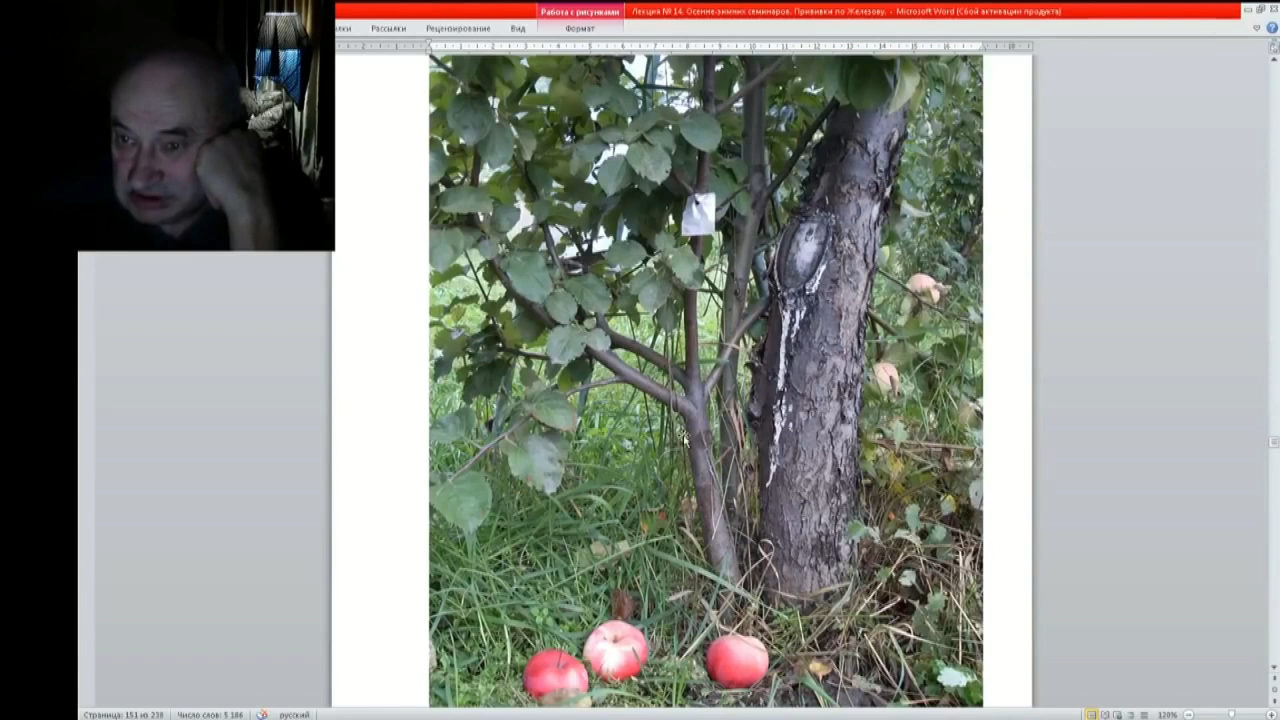 Работа с рисунками
Лекция № 14. Осенне-зимних семинаров. Прививки по Железову. - Microsoft Word (Сбой активации продукта)
Рассылки
Рецензирование
Вид
Формат
Страница: 151 из 238
Число слов: 5 186
русский
120%